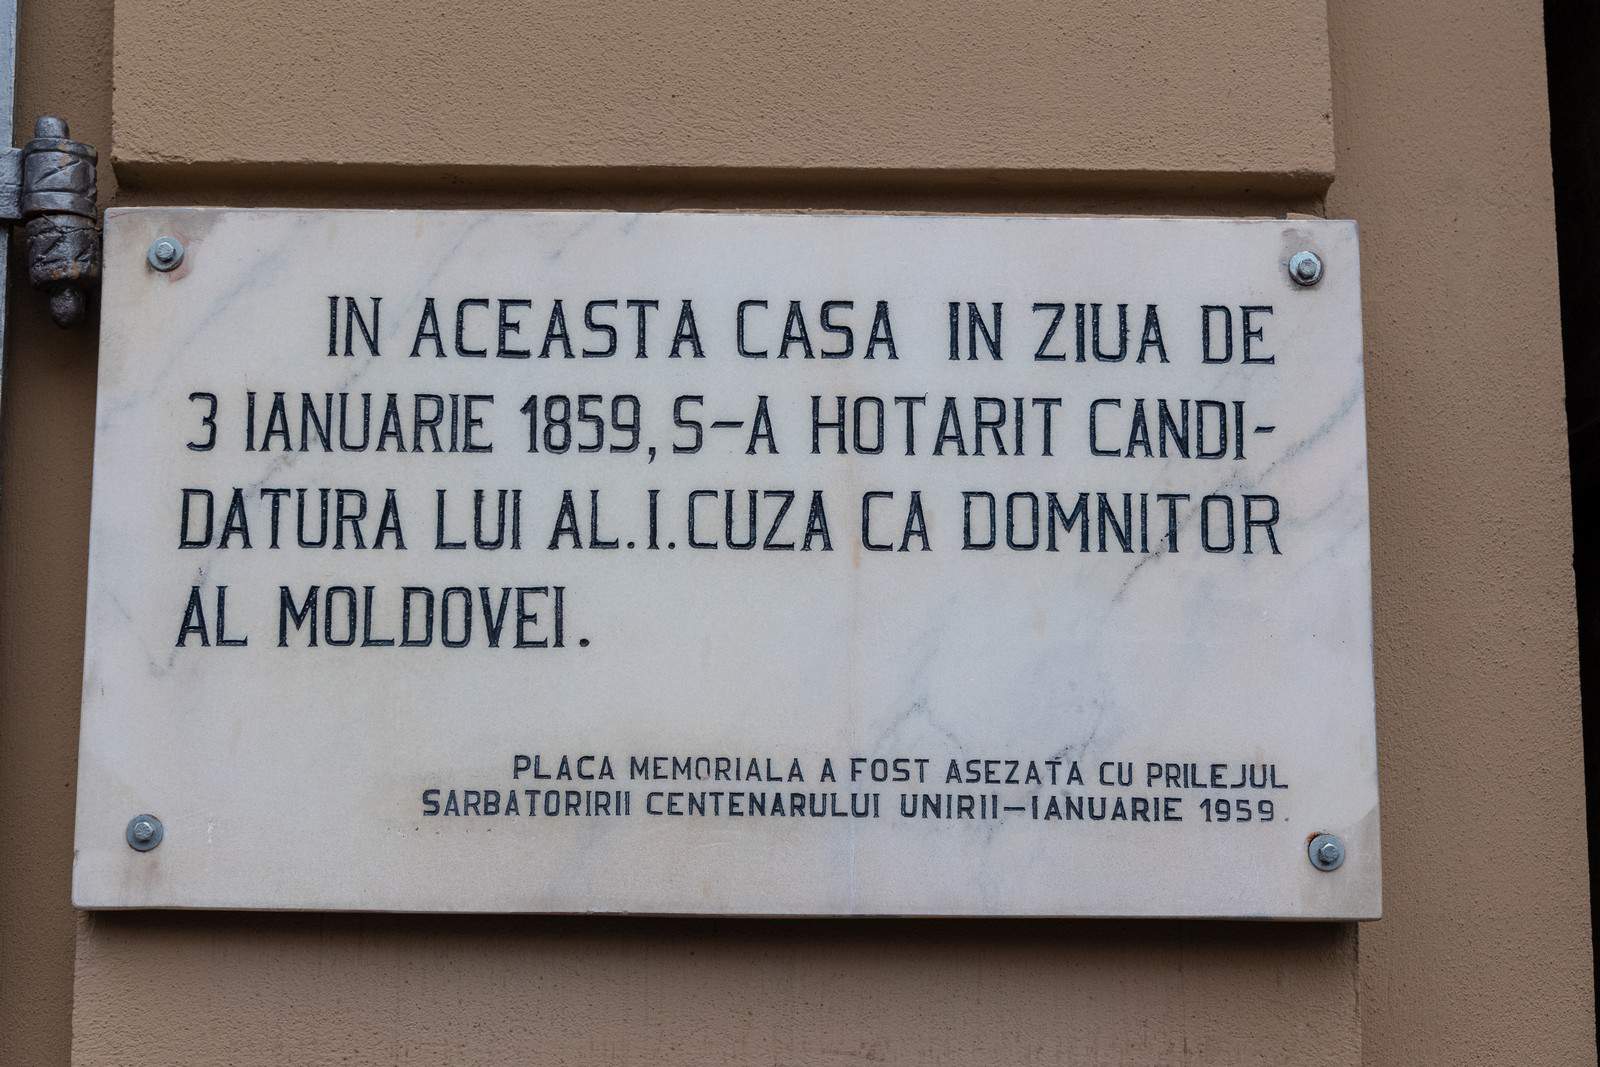 IN ACEASTA CASA IN ZIUA DE
3 IANUARIE 1859, S-A HOTARIT CANDI-
DATURA LUI AL. I. CUZA CA DOMNITOR
AL MOLDOVEI.
PLACA MEMORIALA A FOST ASEZATA CU PRILEJUL
SARBATORIRII CENTENARULUI UNIRII-IANUARIE 1959.